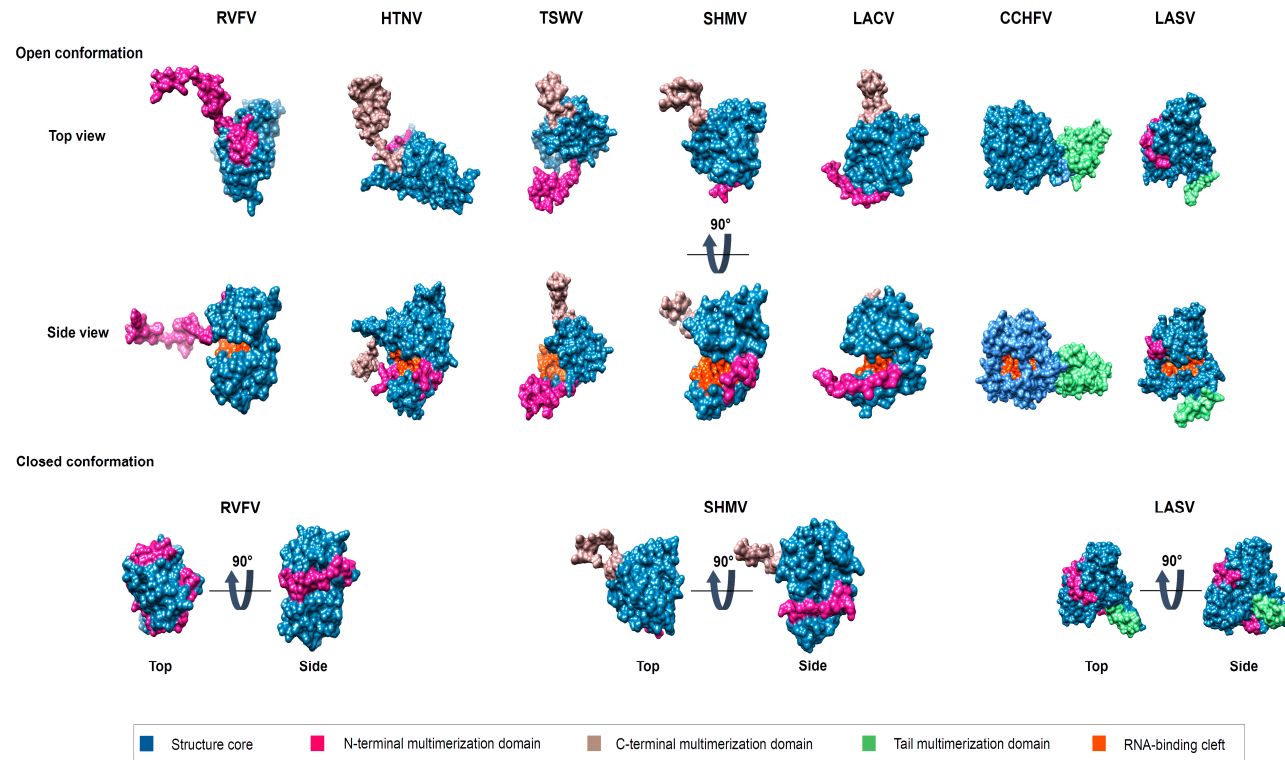 RVFV HTNV TSWV SHMV LACV CCHFV LASV
Open conformation
Top view
90°
Side view
Closed conformation
RVFV SHMV LASV
90° 90° 90°
Top Side Top Side Top Side
Structure core N-terminal multimerization domain C-terminal multimerization domain Tail multimerization domain RNA-binding cleft